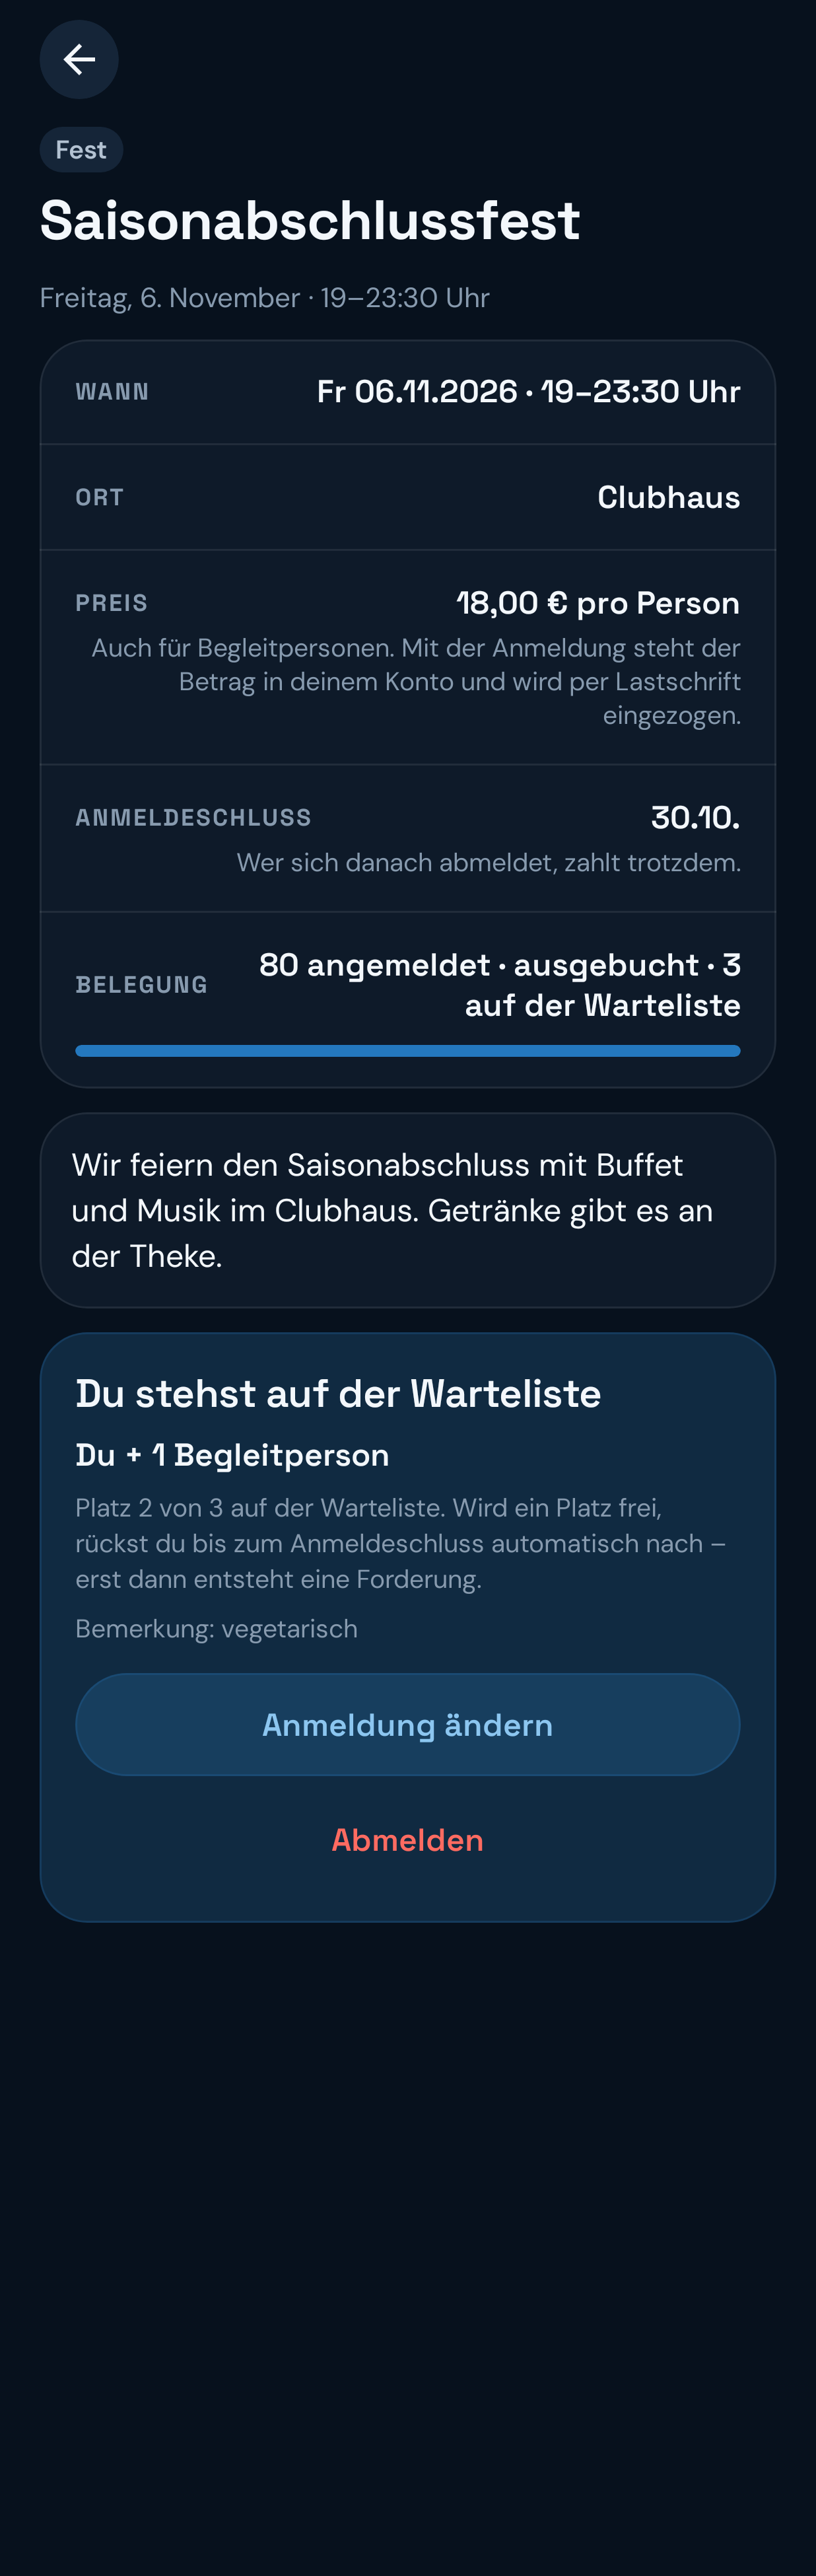 Fest
Saisonabschlussfest
Freitag, 6. November · 19–23:30 Uhr
WANN
Fr 06.11.2026 · 19–23:30 Uhr
ORT
Clubhaus
PREIS
18,00 € pro Person
Auch für Begleitpersonen. Mit der Anmeldung steht der
Betrag in deinem Konto und wird per Lastschrift
eingezogen.
ANMELDESCHLUSS
30.10.
Wer sich danach abmeldet, zahlt trotzdem.
BELEGUNG
80 angemeldet · ausgebucht · 3
auf der Warteliste
Wir feiern den Saisonabschluss mit Buffet
und Musik im Clubhaus. Getränke gibt es an
der Theke.
Du stehst auf der Warteliste
Du + 1 Begleitperson
Platz 2 von 3 auf der Warteliste. Wird ein Platz frei,
rückst du bis zum Anmeldeschluss automatisch nach –
erst dann entsteht eine Forderung.
Bemerkung: vegetarisch
Anmeldung ändern
Abmelden